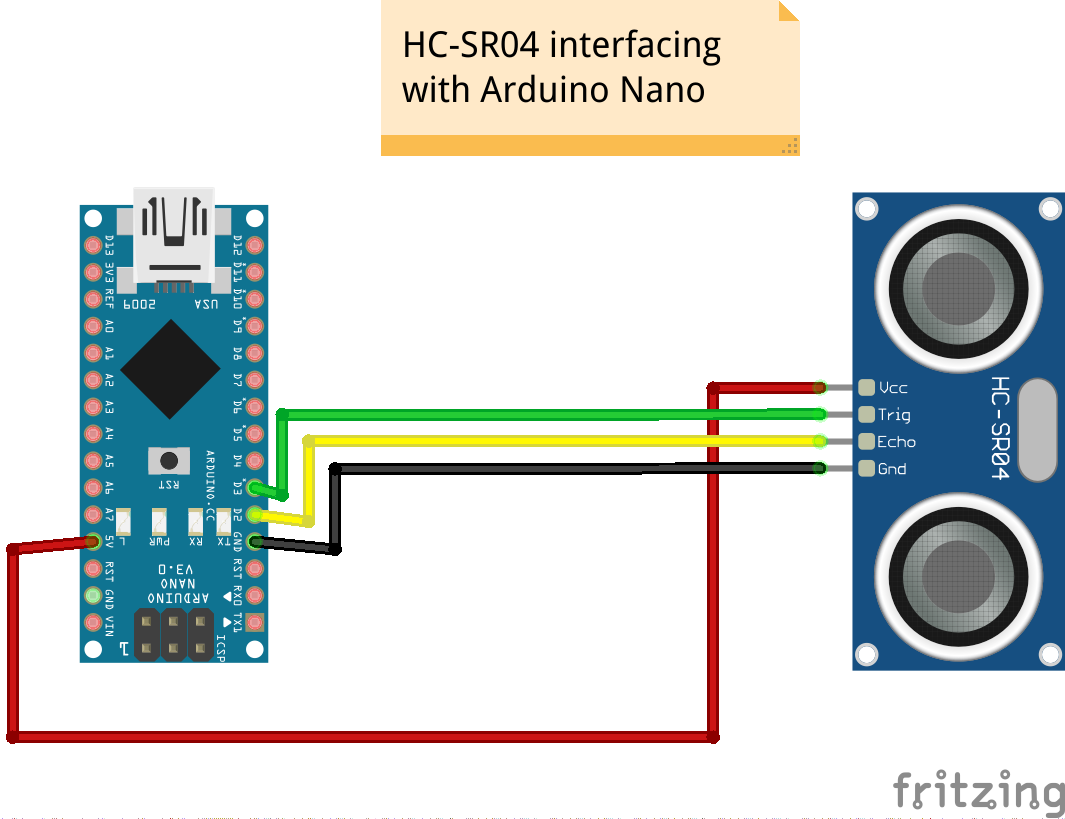 HC-SR04 interfacing
with Arduino Nano
D13
3V3
REF
A0
A1
A2
A3
A4
A5
A6
A7
5V
RST
GND
VIN
D12
D11
D10
D9
D8
D7
D6
D5
D4
D3
D2
GND
RST
RX0
TX1
2009
USA
RST
ARDUINO.CC
L
PWR
RX
TX
V3.0
NANO
ARDUINO
1
ICSP
Vcc
Trig
Echo
Gnd
HC-SR04
fritzing